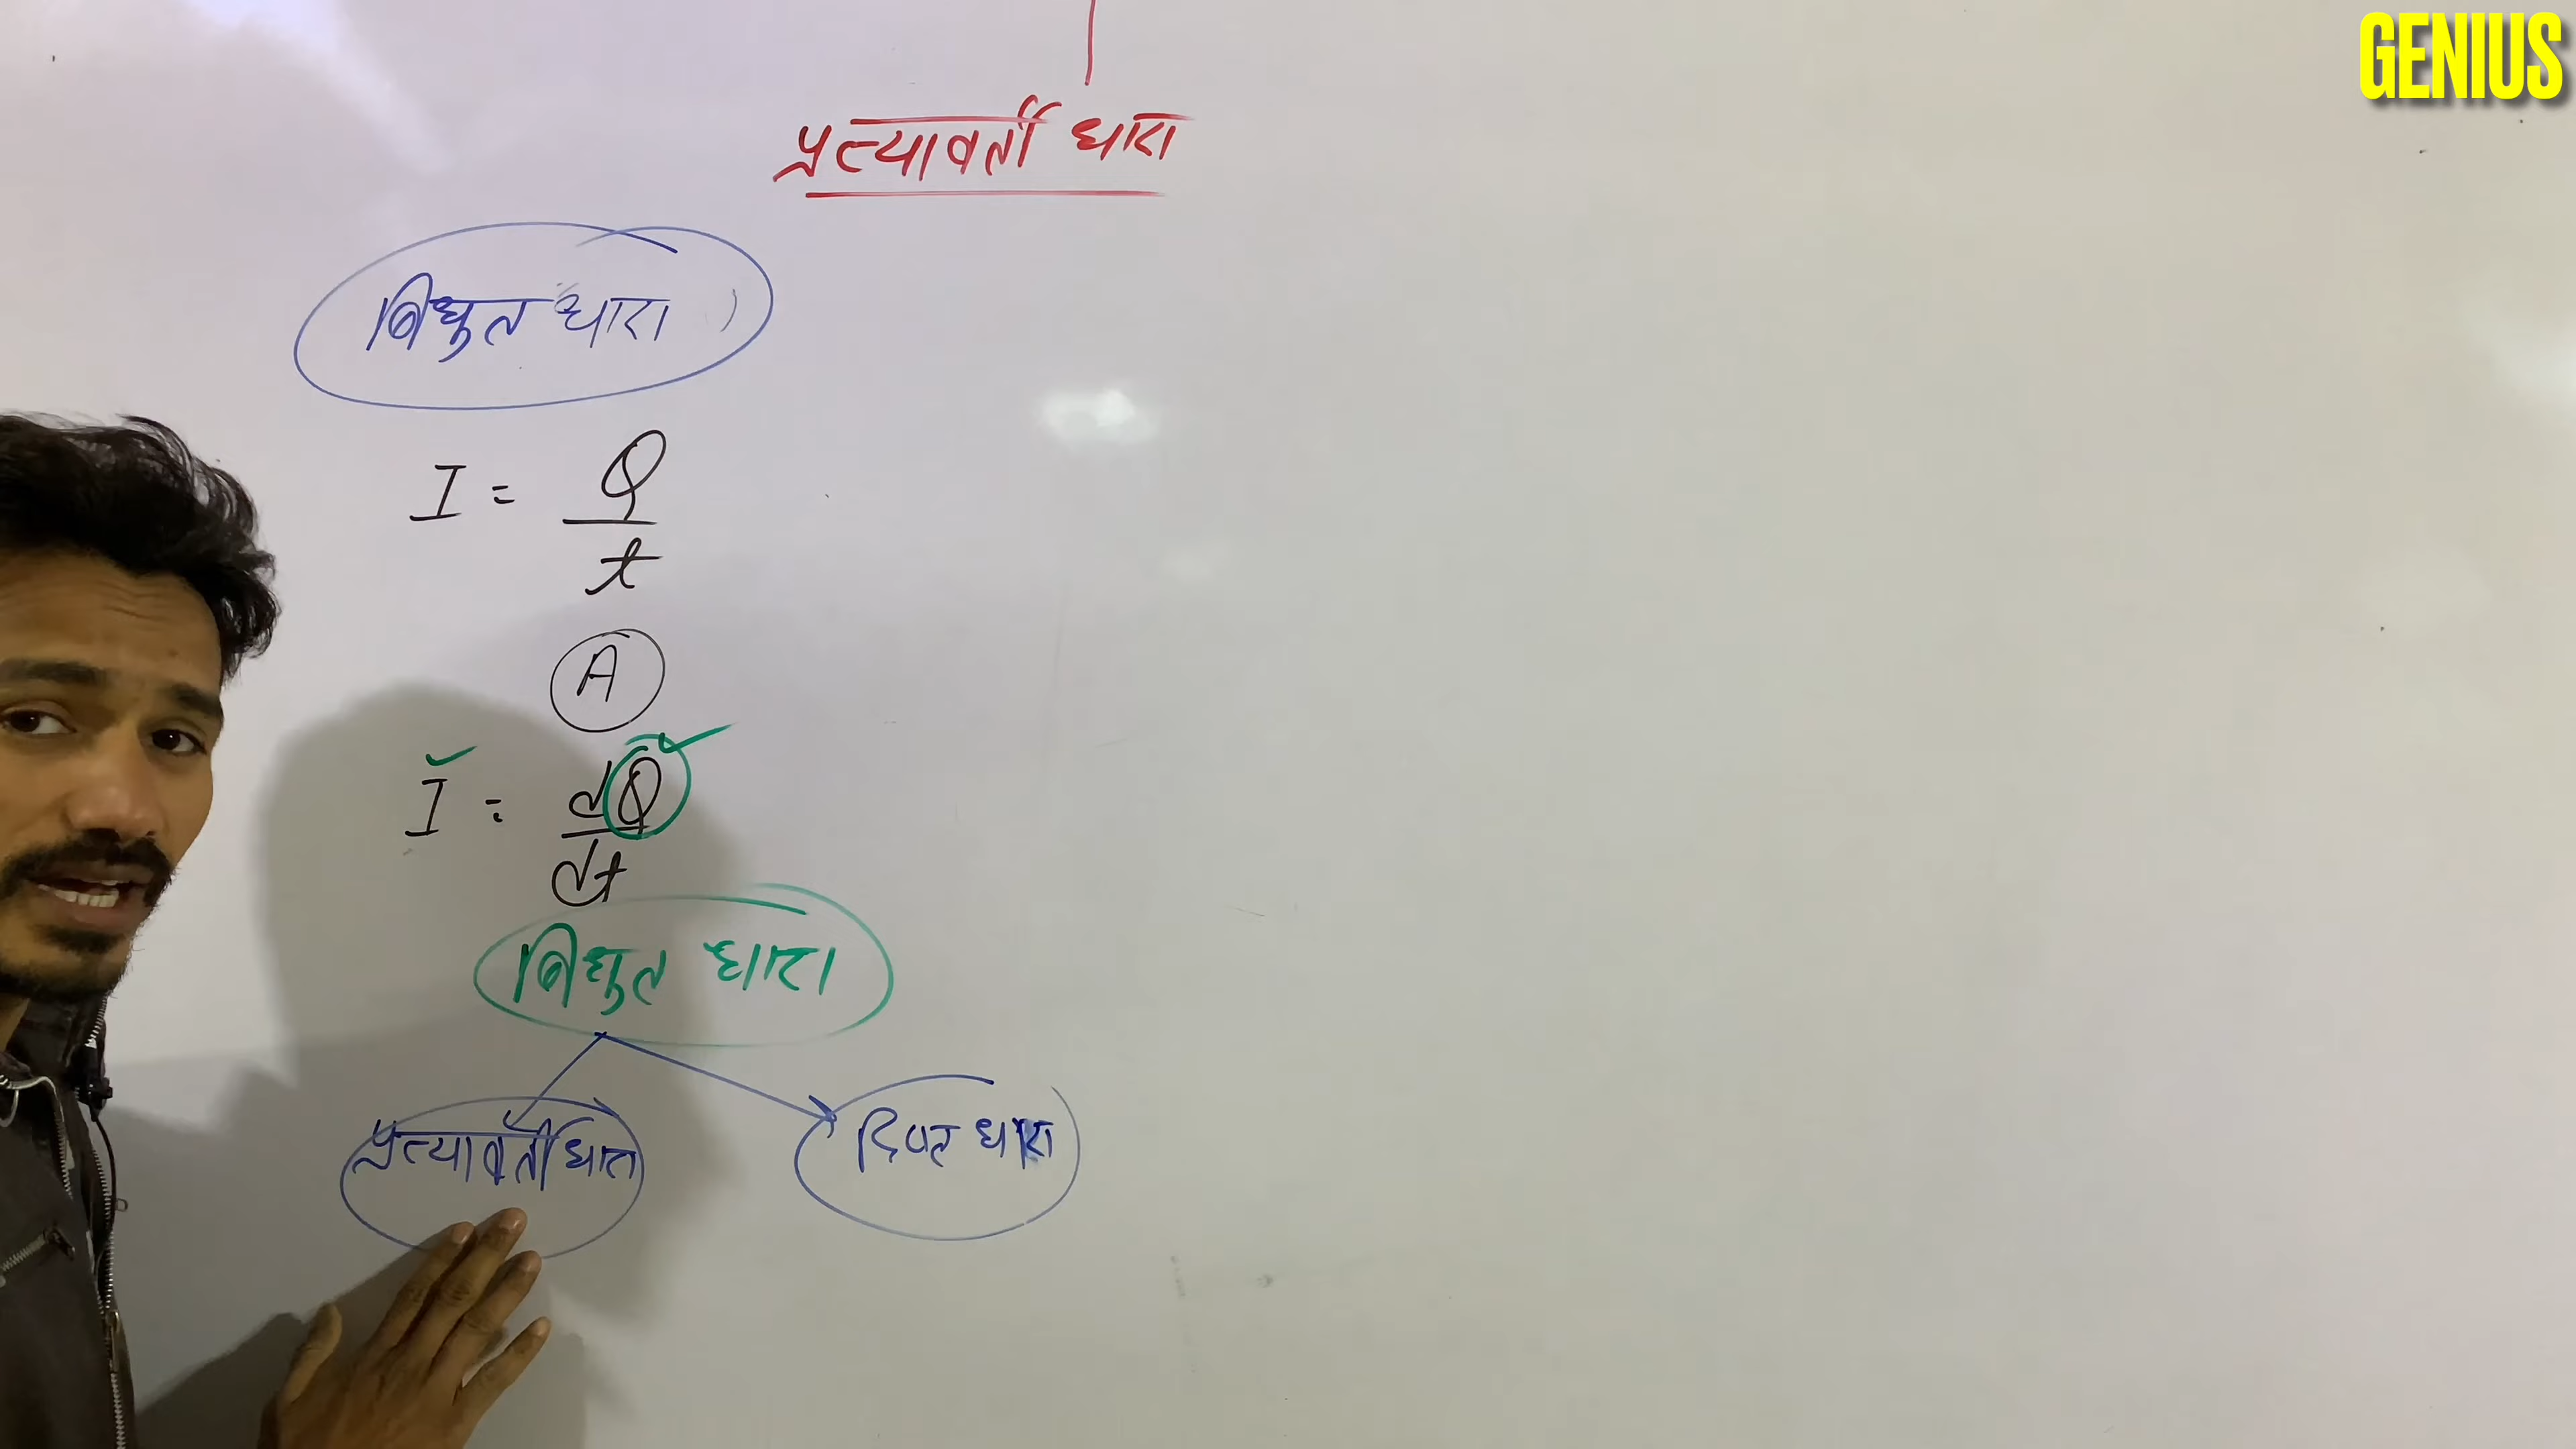 GENIUS
प्रत्यावर्ती धारा
विधुत धारा
I = Q
t
A
I = dQ
dt
विधुत धारा
प्रत्यावर्ती धारा
धारा